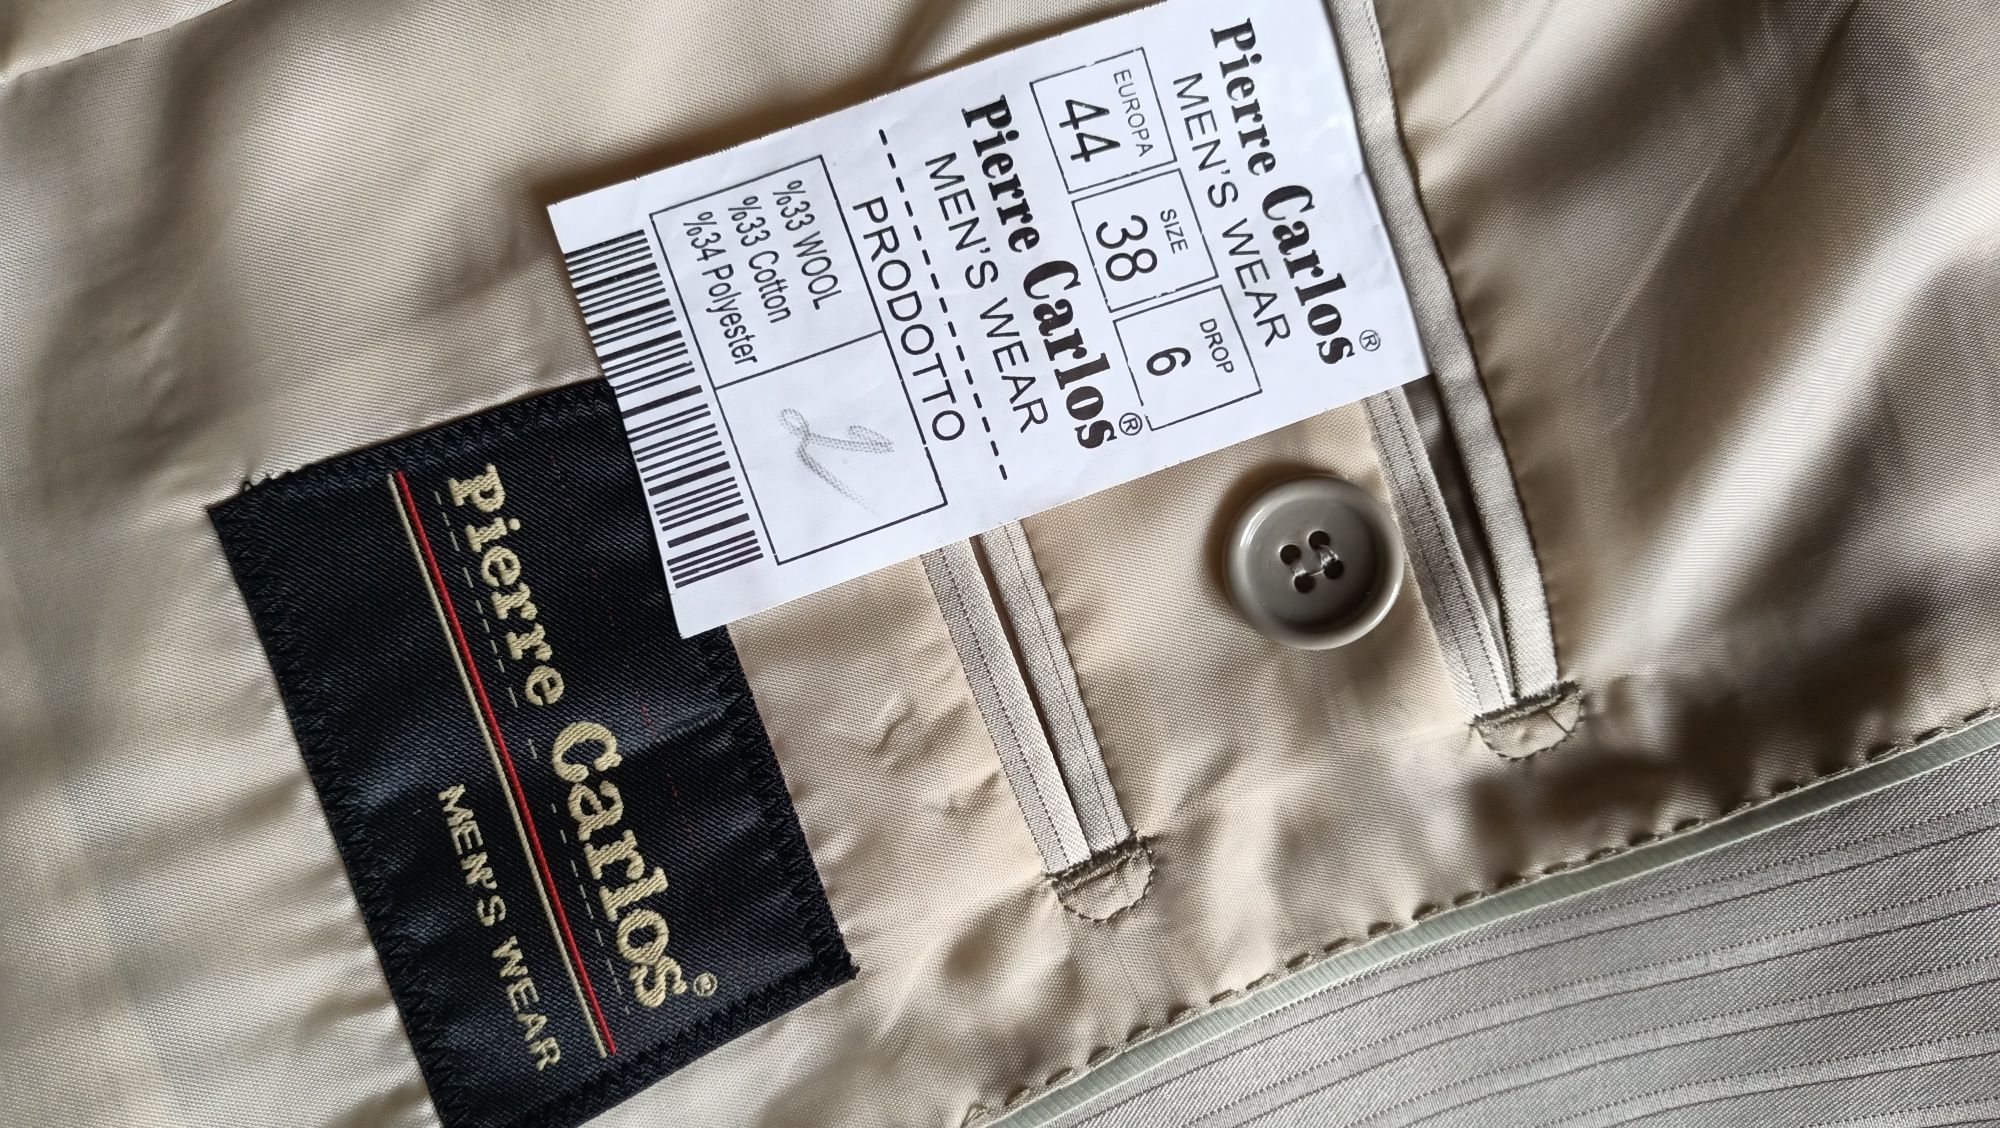 Pierre Carlos®
MEN'S WEAR
EUROPA SIZE DROP
44 38 6
Pierre Carlos®
MEN'S WEAR
PRODOTTO
%33 WOOL
%33 Cotton
%34 Polyester
Pierre Carlos®
MEN'S WEAR